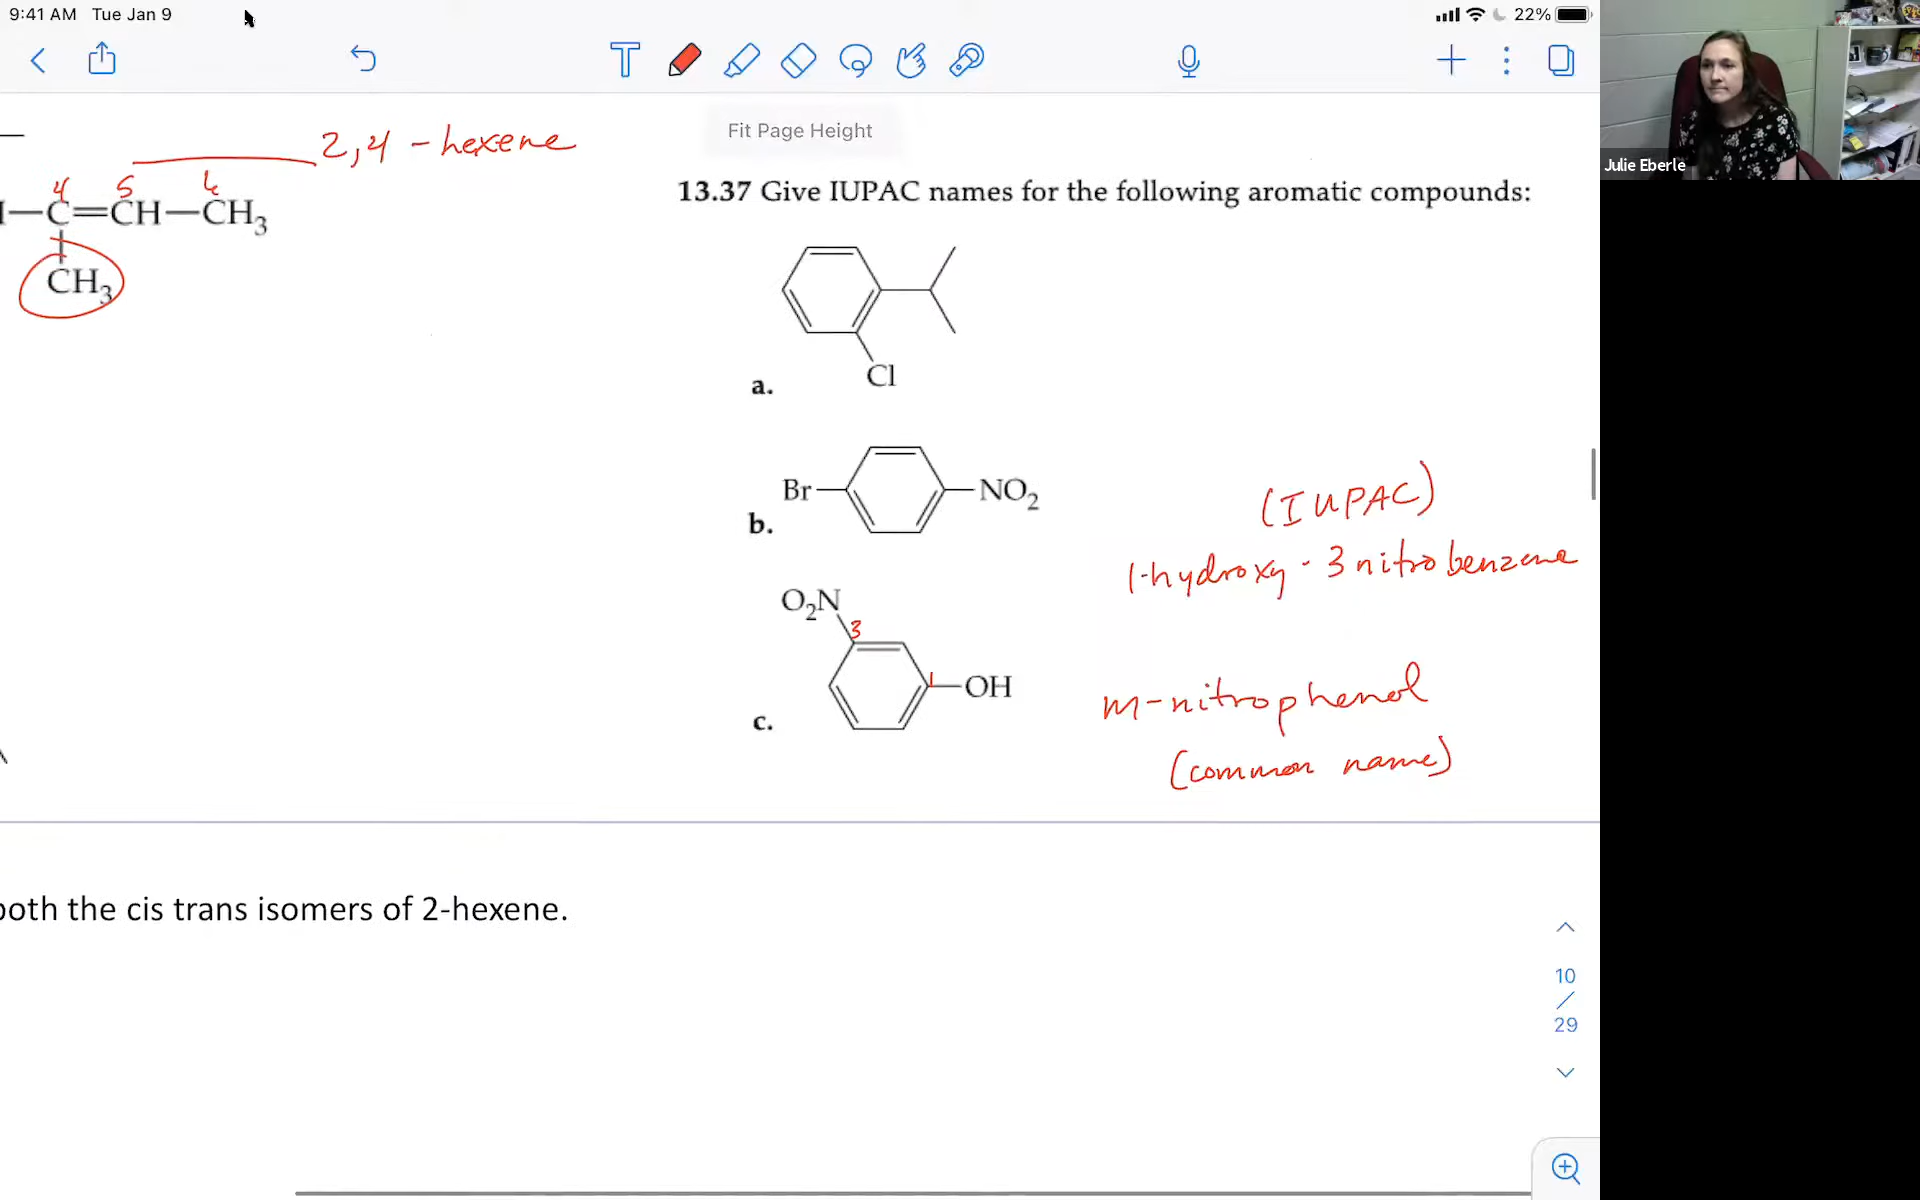 9:41 AM Tue Jan 9
22%
Fit Page Height
2,4 - hexene
4 5 6
C=CH—CH₃
CH₃
13.37 Give IUPAC names for the following aromatic compounds:
Cl
a.
Br NO₂
b.
(IUPAC)
1-hydroxy-3 nitrobenzene
O₂N
3
1
OH
c.
m-nitrophenol
(common name)
both the cis trans isomers of 2-hexene.
10
/
29
Julie Eberle